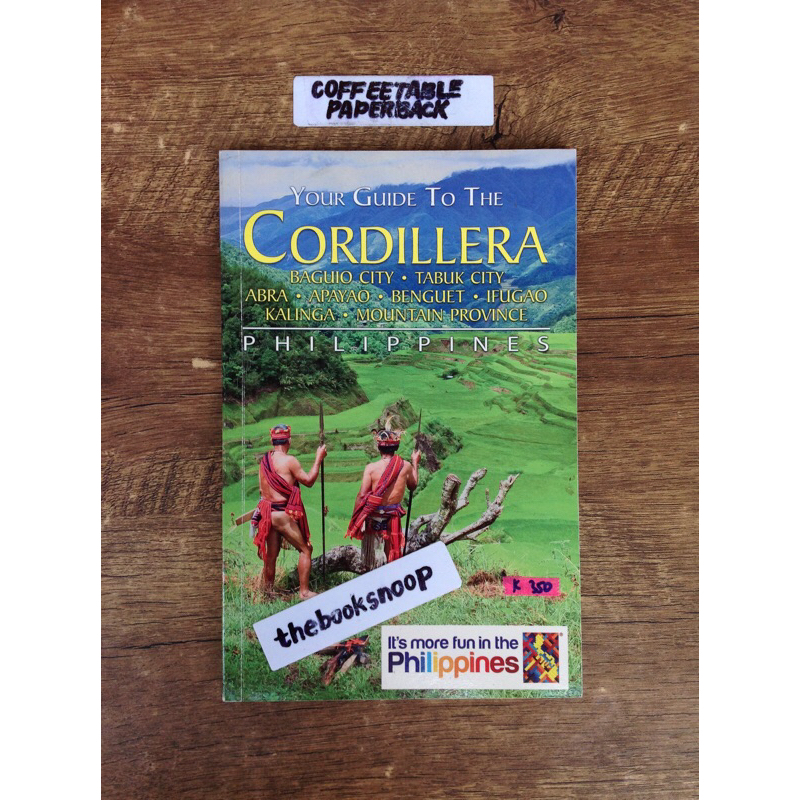 COFFEETABLE
PAPERBACK
YOUR GUIDE TO THE
CORDILLERA
BAGUIO CITY • TABUK CITY
ABRA • APAYAO • BENGUET • IFUGAO
KALINGA • MOUNTAIN PROVINCE
PHILIPPINES
K 350
thebooksnoop
It's more fun in the
Philippines